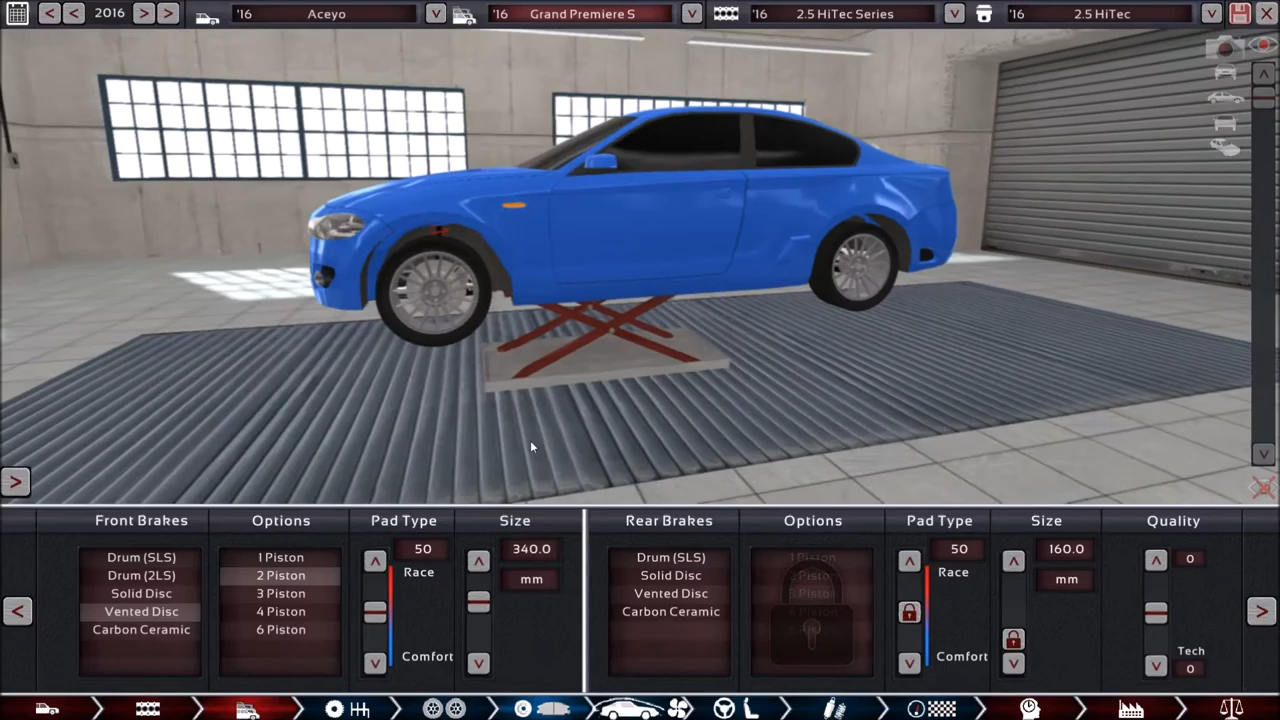 2016
'16 Aceyo
'16 Grand Premiere S
'16 2.5 HiTec Series
'16 2.5 HiTec
Front Brakes
Drum (SLS)
Drum (2LS)
Solid Disc
Vented Disc
Carbon Ceramic
Options
1 Piston
2 Piston
3 Piston
4 Piston
6 Piston
Pad Type
50
Race
Comfort
Size
340.0
mm
Rear Brakes
Drum (SLS)
Solid Disc
Vented Disc
Carbon Ceramic
Options
1 Piston
Pad Type
50
Race
Comfort
Size
160.0
mm
Quality
0
Tech
0